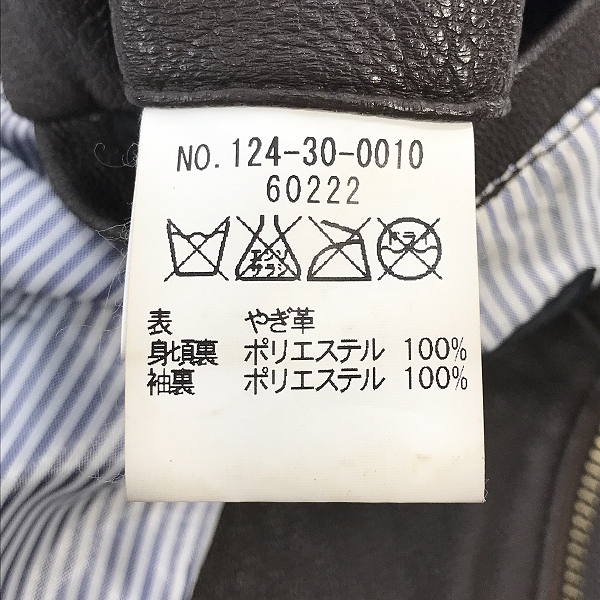 NO. 124-30-0010
60222
エンソ サラシ ドライ
表 やぎ革
身頃裏 ポリエステル 100%
袖裏 ポリエステル 100%